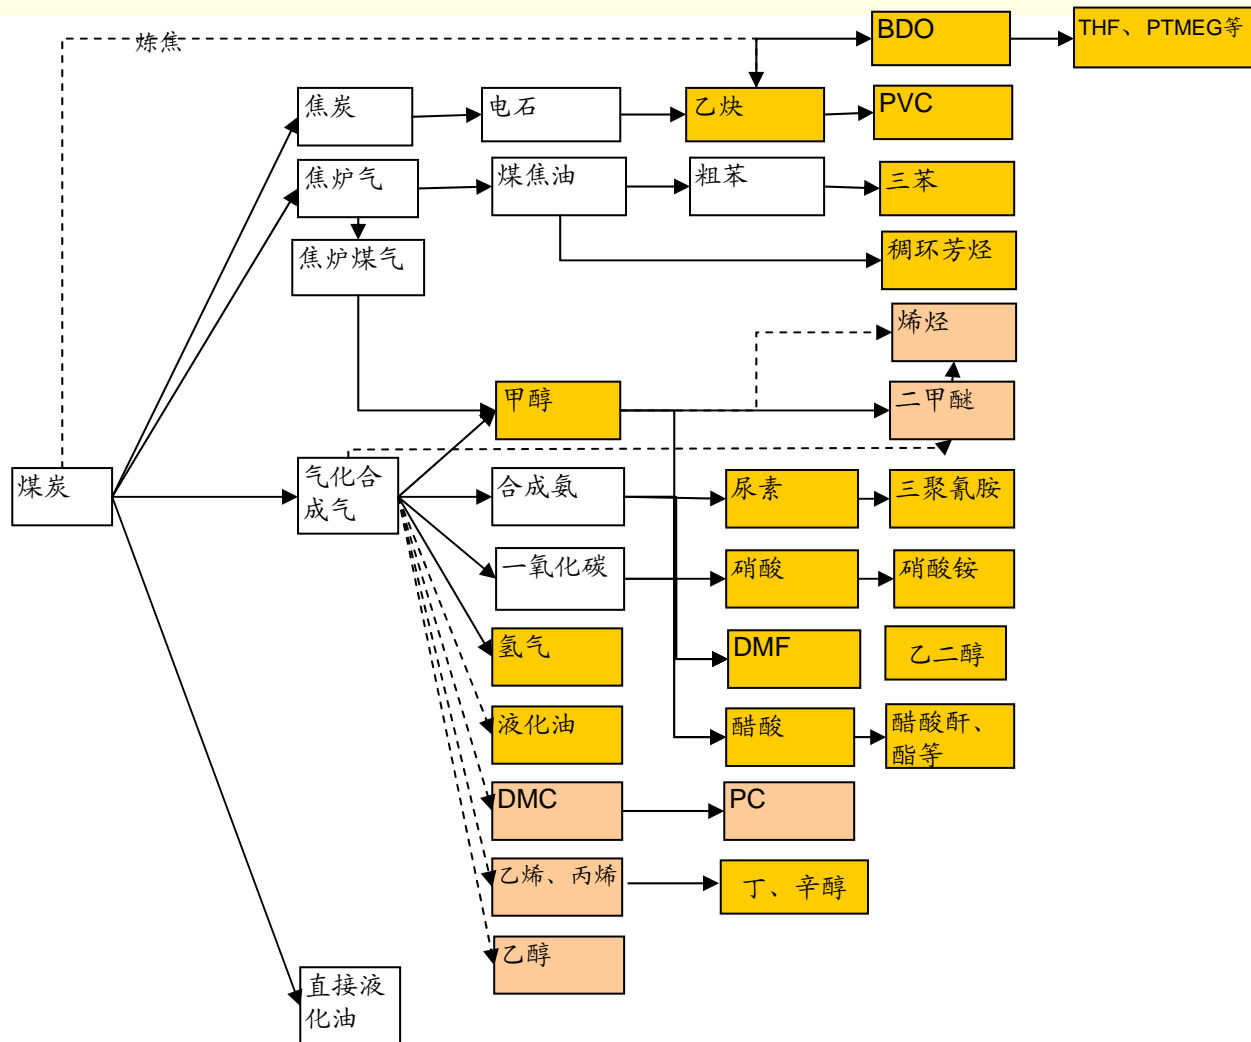 炼焦
BDO
THF、PTMEG等
焦炭
电石
乙炔
PVC
焦炉气
煤焦油
粗苯
三苯
焦炉煤气
稠环芳烃
烯烃
甲醇
二甲醚
煤炭
气化合
成气
合成氨
尿素
三聚氰胺
一氧化碳
硝酸
硝酸铵
氢气
DMF
乙二醇
液化油
醋酸
醋酸酐、
酯等
DMC
PC
乙烯、丙烯
丁、辛醇
乙醇
直接液
化油